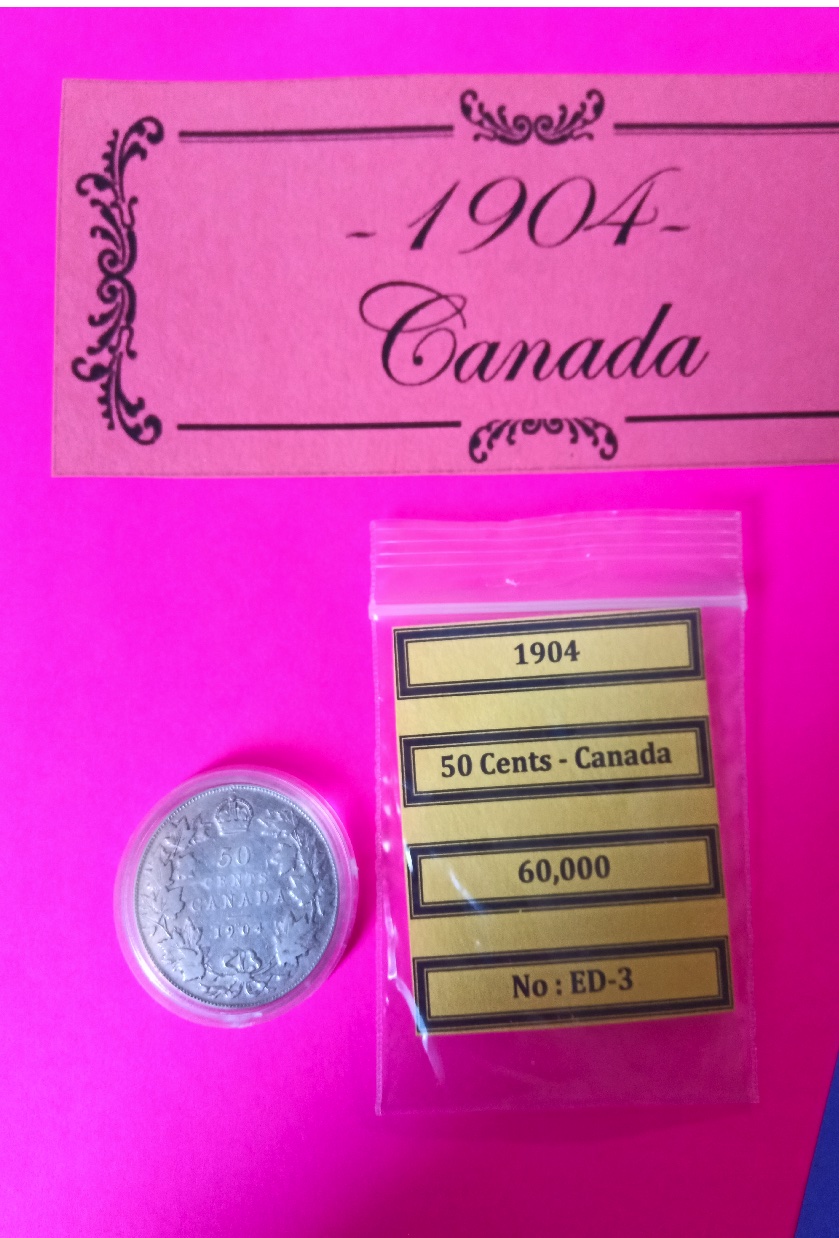 - 1904 -
Canada
1904
50 Cents - Canada
60,000
No : ED-3
50
CENTS
CANADA
1904